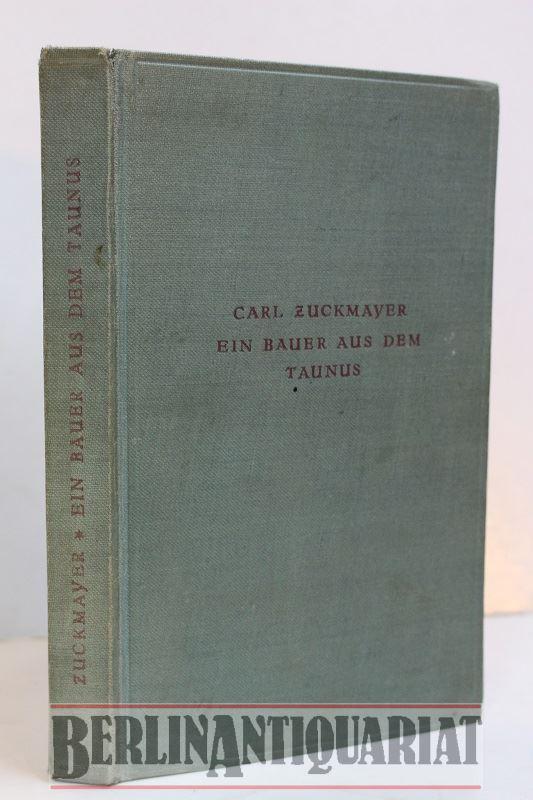 ZUCKMAYER * EIN BAUER AUS DEM TAUNUS
CARL ZUCKMAYER
EIN BAUER AUS DEM
TAUNUS
BERLINANTIQUARIAT